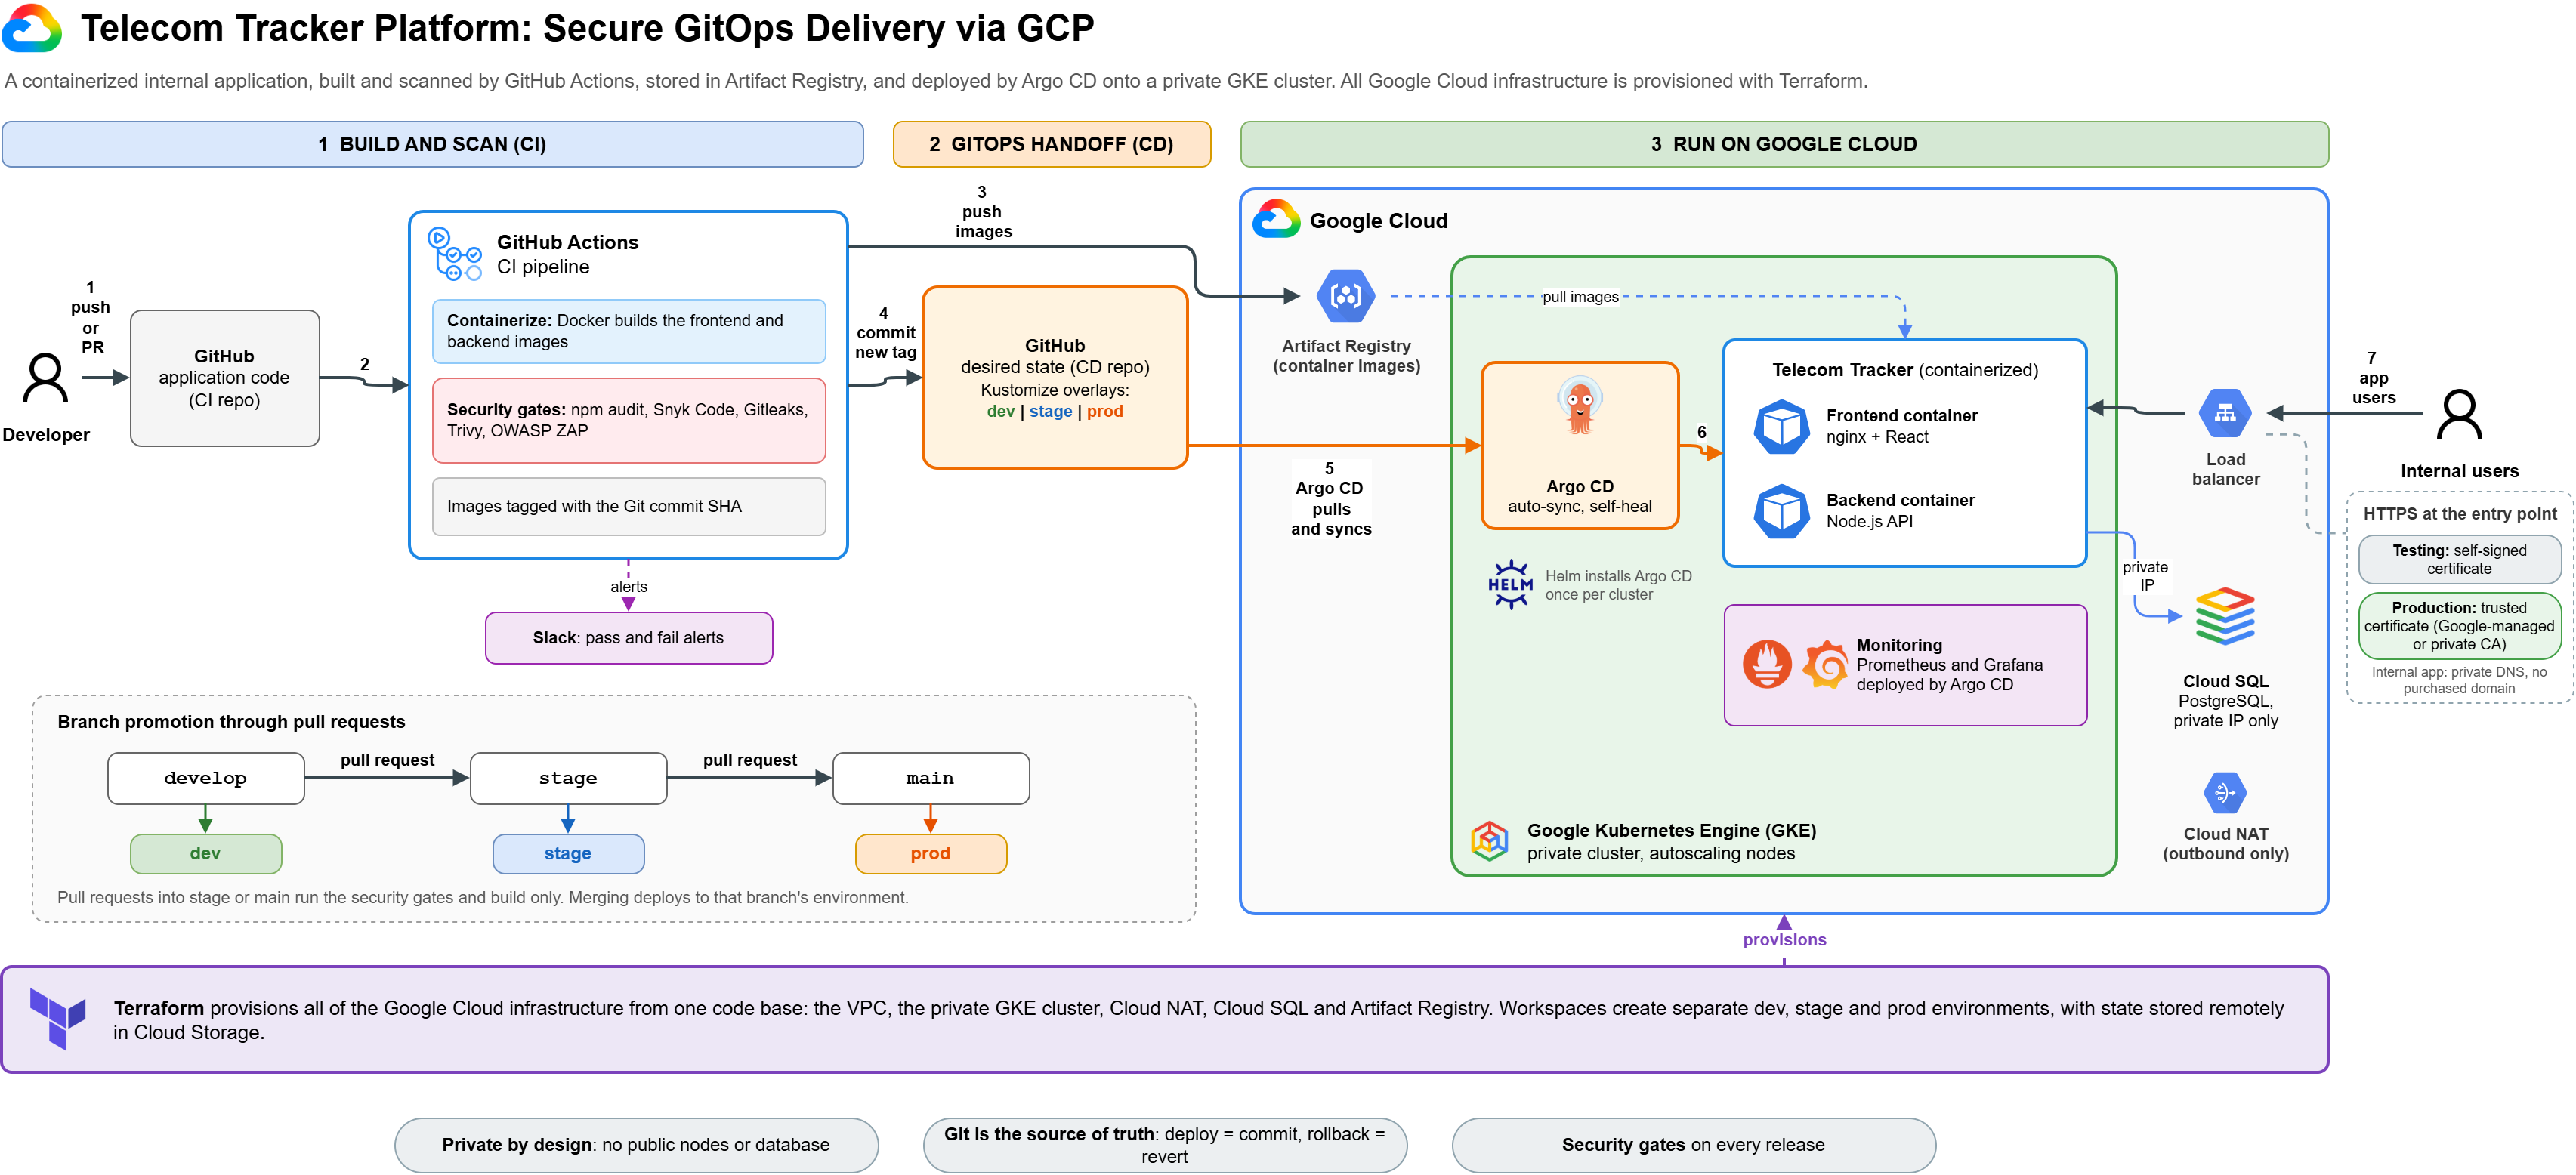 Telecom Tracker Platform: Secure GitOps Delivery via GCP
A containerized internal application, built and scanned by GitHub Actions, stored in Artifact Registry, and deployed by Argo CD onto a private GKE cluster. All Google Cloud infrastructure is provisioned with Terraform.
1 BUILD AND SCAN (CI)
2 GITOPS HANDOFF (CD)
3 RUN ON GOOGLE CLOUD
1
push
or
PR
Developer
GitHub
application code
(CI repo)
2
GitHub Actions
CI pipeline
Containerize: Docker builds the frontend and
backend images
Security gates: npm audit, Snyk Code, Gitleaks,
Trivy, OWASP ZAP
Images tagged with the Git commit SHA
alerts
Slack: pass and fail alerts
3
push
images
4
commit
new tag
GitHub
desired state (CD repo)
Kustomize overlays:
dev | stage | prod
5
Argo CD
pulls
and syncs
Google Cloud
Artifact Registry
(container images)
pull images
Argo CD
auto-sync, self-heal
6
HELM
Helm installs Argo CD
once per cluster
Telecom Tracker (containerized)
Frontend container
nginx + React
Backend container
Node.js API
Monitoring
Prometheus and Grafana
deployed by Argo CD
Google Kubernetes Engine (GKE)
private cluster, autoscaling nodes
Load
balancer
private
IP
Cloud SQL
PostgreSQL,
private IP only
Cloud NAT
(outbound only)
7
app
users
Internal users
HTTPS at the entry point
Testing: self-signed
certificate
Production: trusted
certificate (Google-managed
or private CA)
Internal app: private DNS, no
purchased domain
Branch promotion through pull requests
develop
pull request
stage
pull request
main
dev
stage
prod
Pull requests into stage or main run the security gates and build only. Merging deploys to that branch's environment.
provisions
Terraform provisions all of the Google Cloud infrastructure from one code base: the VPC, the private GKE cluster, Cloud NAT, Cloud SQL and Artifact Registry. Workspaces create separate dev, stage and prod environments, with state stored remotely
in Cloud Storage.
Private by design: no public nodes or database
Git is the source of truth: deploy = commit, rollback =
revert
Security gates on every release